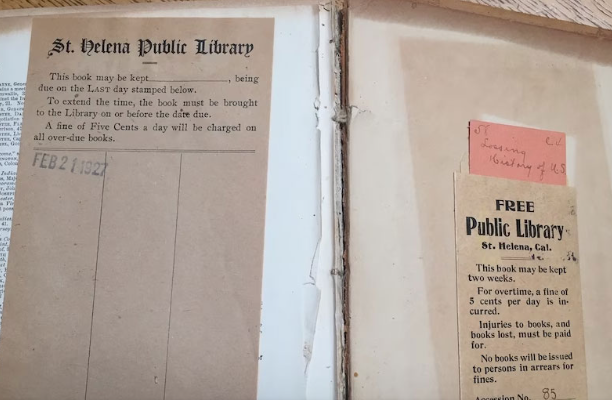 St. Helena Public Library
This book may be kept, being
due on the LAST day stamped below.
To extend the time, the book must be brought
to the Library on or before the date due.
A fine of Five Cents a day will be charged on
all over-due books.
FEB 21 1927
Lossing
History of U.S
FREE
Public Library
St. Helena, Cal.
This book may be kept
two weeks.
For overtime, a fine of
5 cents per day is in-
curred.
Injuries to books, and
books lost, must be paid
for.
No books will be issued
to persons in arrears for
fines.
Accession No. 85